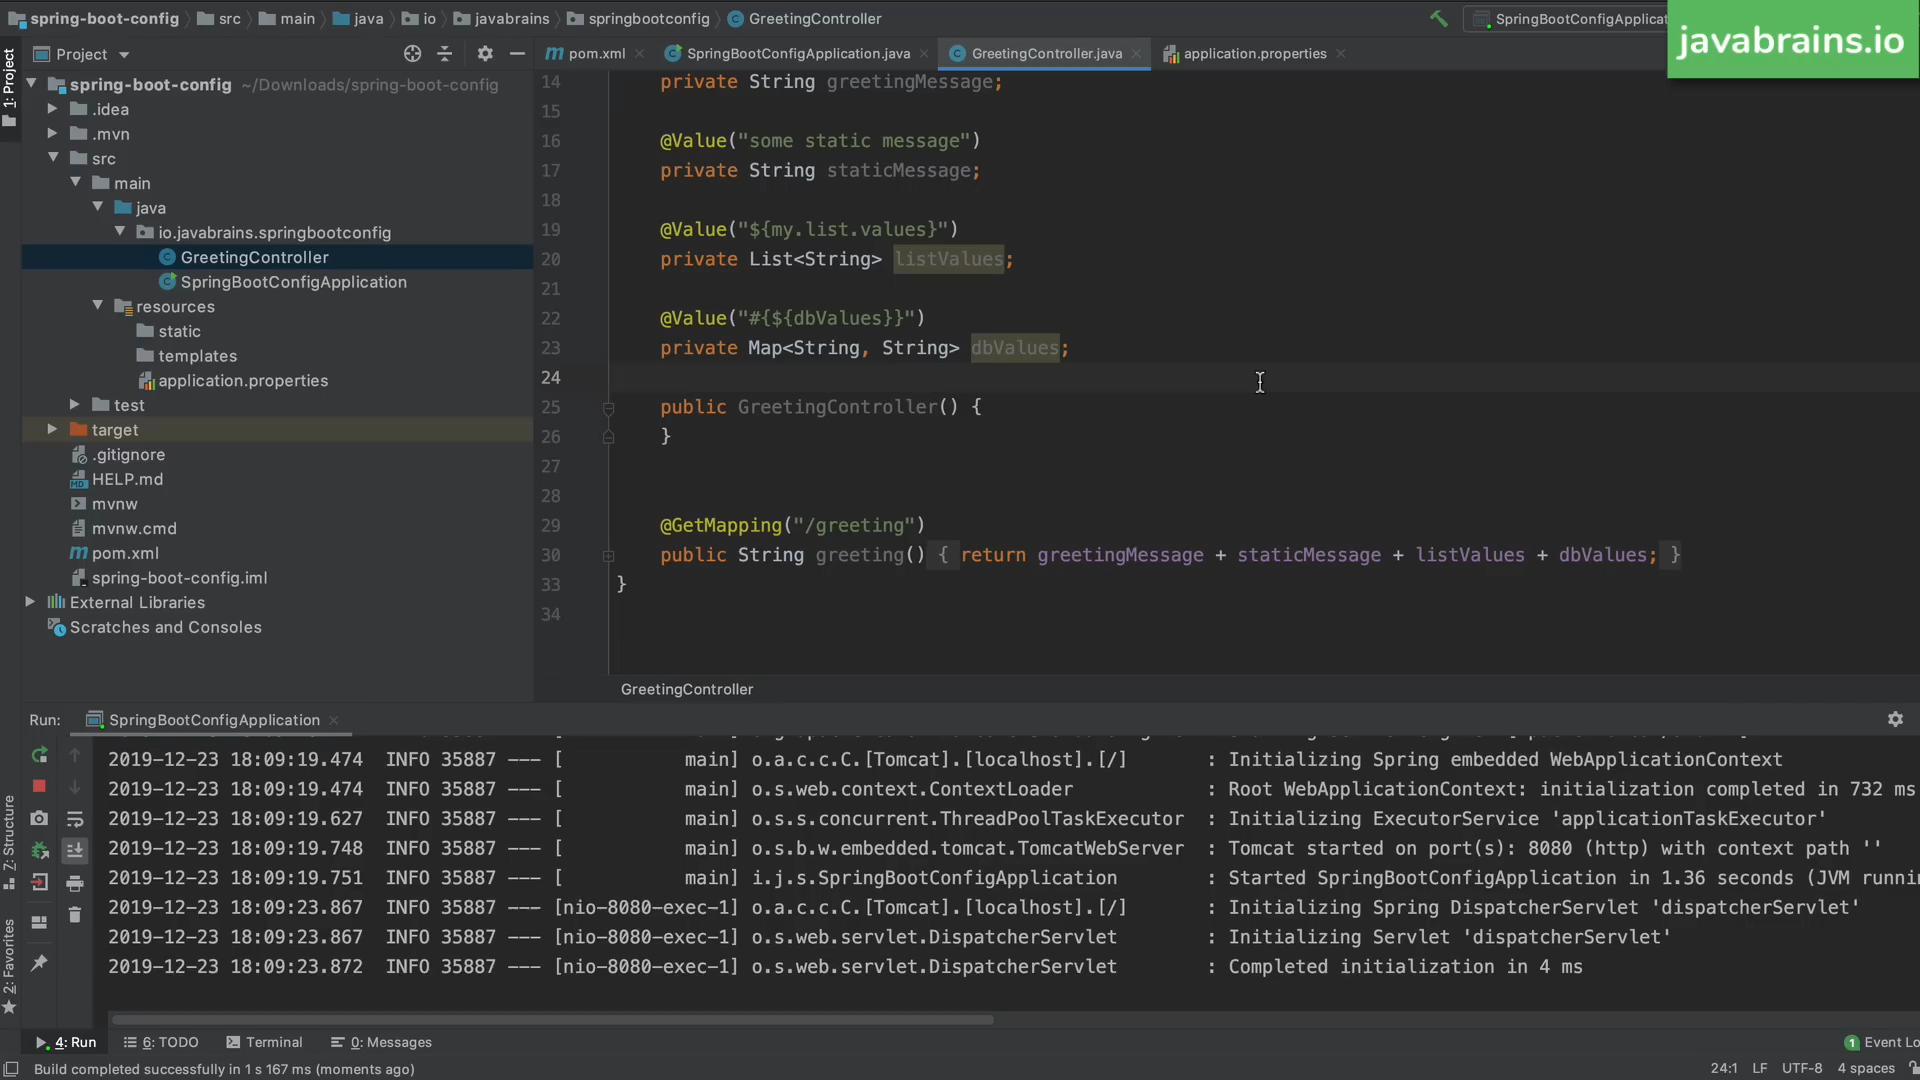 spring-boot-config src main java io javabrains springbootconfig GreetingController
SpringBootConfigApplicat
javabrains.io
1: Project
Project
pom.xml SpringBootConfigApplication.java GreetingController.java application.properties
spring-boot-config ~/Downloads/spring-boot-config
.idea
.mvn
src
main
java
io.javabrains.springbootconfig
GreetingController
SpringBootConfigApplication
resources
static
templates
application.properties
test
target
.gitignore
HELP.md
mvnw
mvnw.cmd
pom.xml
spring-boot-config.iml
External Libraries
Scratches and Consoles
14 private String greetingMessage;
15
16 @Value("some static message")
17 private String staticMessage;
18
19 @Value("${my.list.values}")
20 private List<String> listValues;
21
22 @Value("#{${dbValues}}")
23 private Map<String, String> dbValues;
24
25 public GreetingController() {
26 }
27
28
29 @GetMapping("/greeting")
30 public String greeting() { return greetingMessage + staticMessage + listValues + dbValues; }
33 }
34
GreetingController
Run: SpringBootConfigApplication
2019-12-23 18:09:19.474 INFO 35887 --- [ main] o.a.c.c.C.[Tomcat].[localhost].[/] : Initializing Spring embedded WebApplicationContext
2019-12-23 18:09:19.474 INFO 35887 --- [ main] o.s.web.context.ContextLoader : Root WebApplicationContext: initialization completed in 732 ms
2019-12-23 18:09:19.627 INFO 35887 --- [ main] o.s.s.concurrent.ThreadPoolTaskExecutor : Initializing ExecutorService 'applicationTaskExecutor'
2019-12-23 18:09:19.748 INFO 35887 --- [ main] o.s.b.w.embedded.tomcat.TomcatWebServer : Tomcat started on port(s): 8080 (http) with context path ''
2019-12-23 18:09:19.751 INFO 35887 --- [ main] i.j.s.SpringBootConfigApplication : Started SpringBootConfigApplication in 1.36 seconds (JVM runnin
2019-12-23 18:09:23.867 INFO 35887 --- [nio-8080-exec-1] o.a.c.c.C.[Tomcat].[localhost].[/] : Initializing Spring DispatcherServlet 'dispatcherServlet'
2019-12-23 18:09:23.867 INFO 35887 --- [nio-8080-exec-1] o.s.web.servlet.DispatcherServlet : Initializing Servlet 'dispatcherServlet'
2019-12-23 18:09:23.872 INFO 35887 --- [nio-8080-exec-1] o.s.web.servlet.DispatcherServlet : Completed initialization in 4 ms
Z: Structure
2: Favorites
4: Run 6: TODO Terminal 0: Messages
1 Event Lo
Build completed successfully in 1 s 167 ms (moments ago)
24:1 LF UTF-8 4 spaces